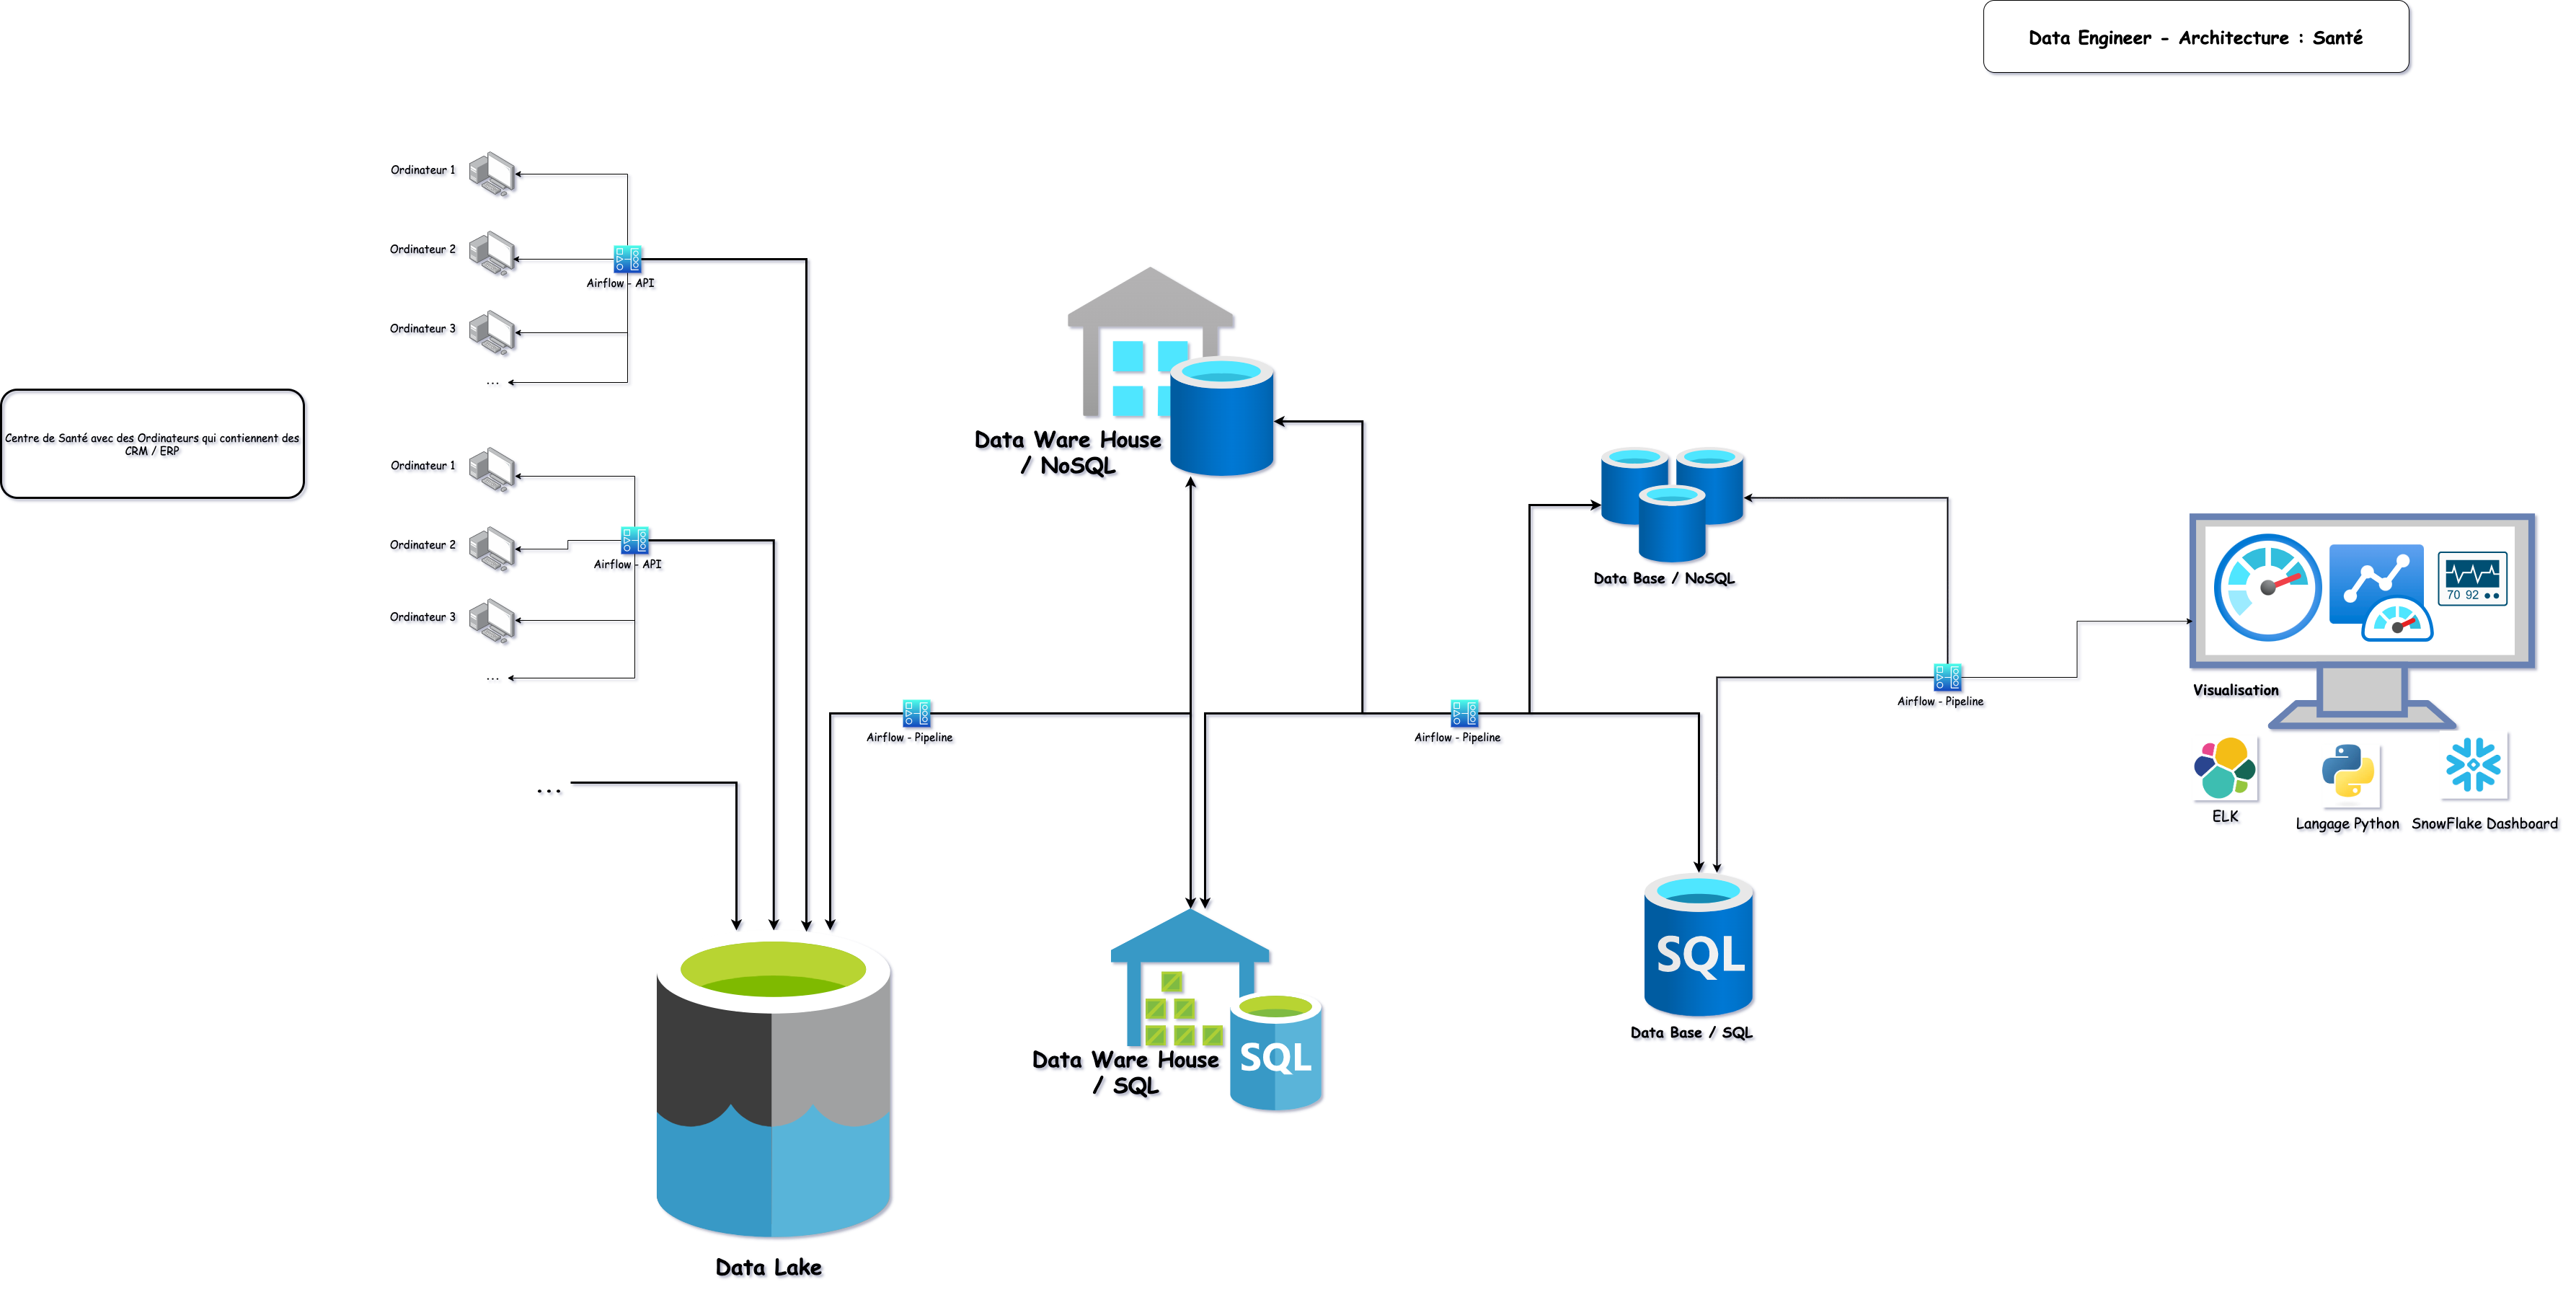 Data Engineer - Architecture : Santé
Ordinateur 1
Ordinateur 2
Airflow - API
Ordinateur 3
...
Centre de Santé avec des Ordinateurs qui contiennent des
CRM / ERP
Ordinateur 1
Ordinateur 2
Airflow - API
Ordinateur 3
...
...
Data Lake
Airflow - Pipeline
Data Ware House
/ NoSQL
Data Ware House
/ SQL
SQL
Airflow - Pipeline
Data Base / NoSQL
SQL
Data Base / SQL
Airflow - Pipeline
70 92
Visualisation
ELK
Langage Python
SnowFlake Dashboard